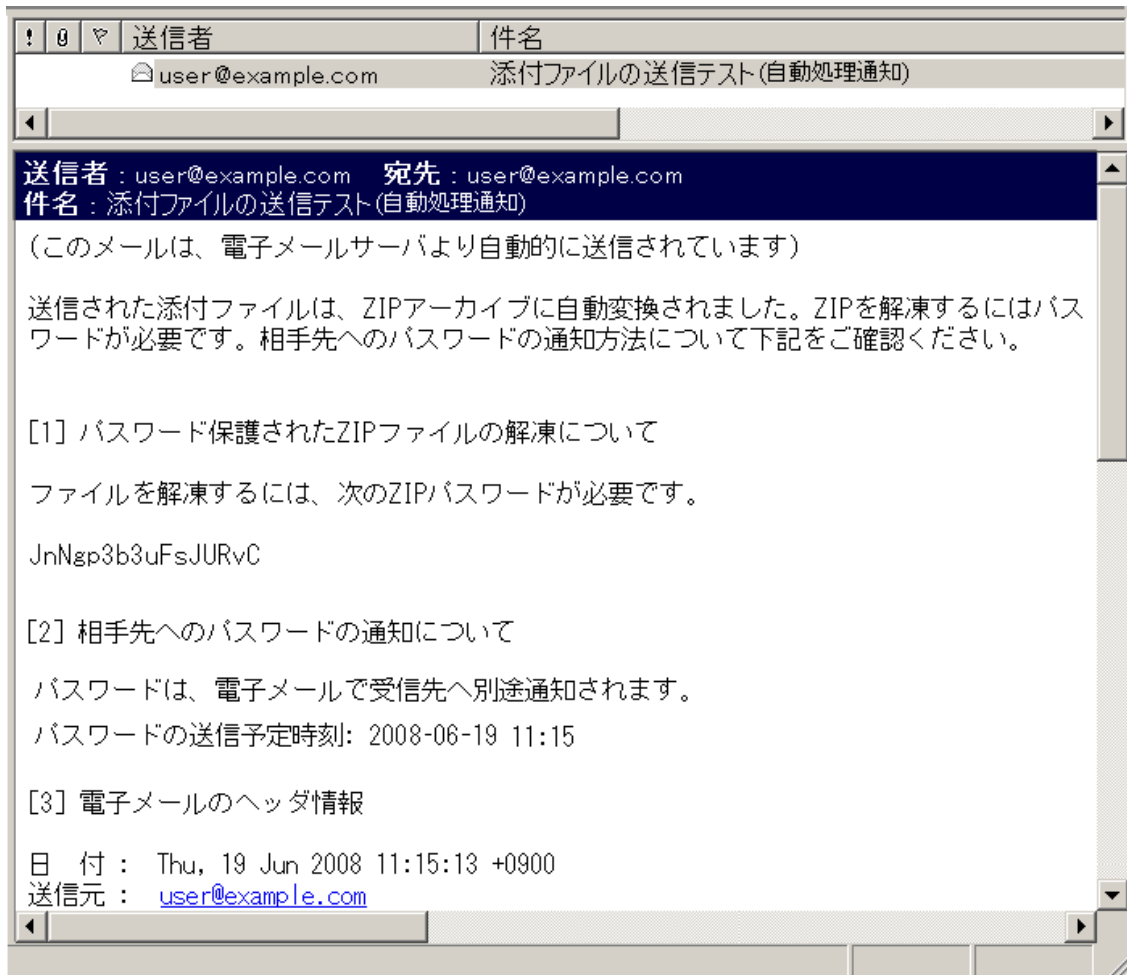 ! 送信者 件名
user@example.com 添付ファイルの送信テスト(自動処理通知)
送信者：user@example.com 宛先：user@example.com
件名：添付ファイルの送信テスト(自動処理通知)
(このメールは、電子メールサーバより自動的に送信されています)
送信された添付ファイルは、ZIPアーカイブに自動変換されました。ZIPを解凍するにはパス
ワードが必要です。相手先へのパスワードの通知方法について下記をご確認ください。
[1] パスワード保護されたZIPファイルの解凍について
ファイルを解凍するには、次のZIPパスワードが必要です。
JnNgp3b3uFsJURvC
[2] 相手先へのパスワードの通知について
パスワードは、電子メールで受信先へ別途通知されます。
パスワードの送信予定時刻: 2008-06-19 11:15
[3] 電子メールのヘッダ情報
日　付： Thu, 19 Jun 2008 11:15:13 +0900
送信元： user@example.com